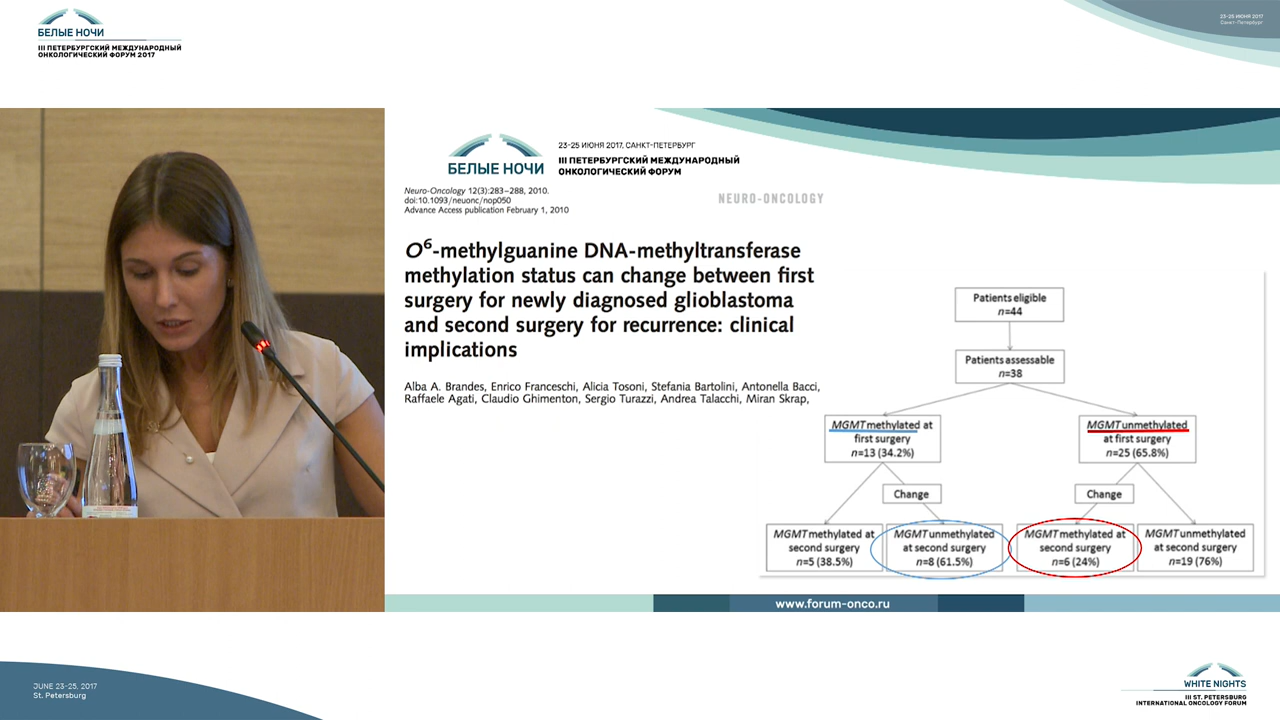 БЕЛЫЕ НОЧИ
III ПЕТЕРБУРГСКИЙ МЕЖДУНАРОДНЫЙ
ОНКОЛОГИЧЕСКИЙ ФОРУМ 2017
23-25 ИЮНЯ 2017
Санкт-Петербург
БЕЛЫЕ НОЧИ
23-25 ИЮНЯ 2017, САНКТ-ПЕТЕРБУРГ
III ПЕТЕРБУРГСКИЙ МЕЖДУНАРОДНЫЙ
ОНКОЛОГИЧЕСКИЙ ФОРУМ
Neuro-Oncology 12(3):283–288, 2010.
doi:10.1093/neuonc/nop050
Advance Access publication February 1, 2010
NEURO-ONCOLOGY
O⁶-methylguanine DNA-methyltransferase
methylation status can change between first
surgery for newly diagnosed glioblastoma
and second surgery for recurrence: clinical
implications
Alba A. Brandes, Enrico Franceschi, Alicia Tosoni, Stefania Bartolini, Antonella Bacci,
Raffaele Agati, Claudio Ghimenton, Sergio Turazzi, Andrea Talacchi, Miran Skrap,
Patients eligible
n=44
Patients assessable
n=38
MGMT methylated at
first surgery
n=13 (34.2%)
MGMT unmethylated
at first surgery
n=25 (65.8%)
Change
Change
MGMT methylated at
second surgery
n=5 (38.5%)
MGMT unmethylated
at second surgery
n=8 (61.5%)
MGMT methylated at
second surgery
n=6 (24%)
MGMT unmethylated
at second surgery
n=19 (76%)
www.forum-onco.ru
JUNE 23-25, 2017
St. Petersburg
WHITE NIGHTS
III ST. PETERSBURG
INTERNATIONAL ONCOLOGY FORUM